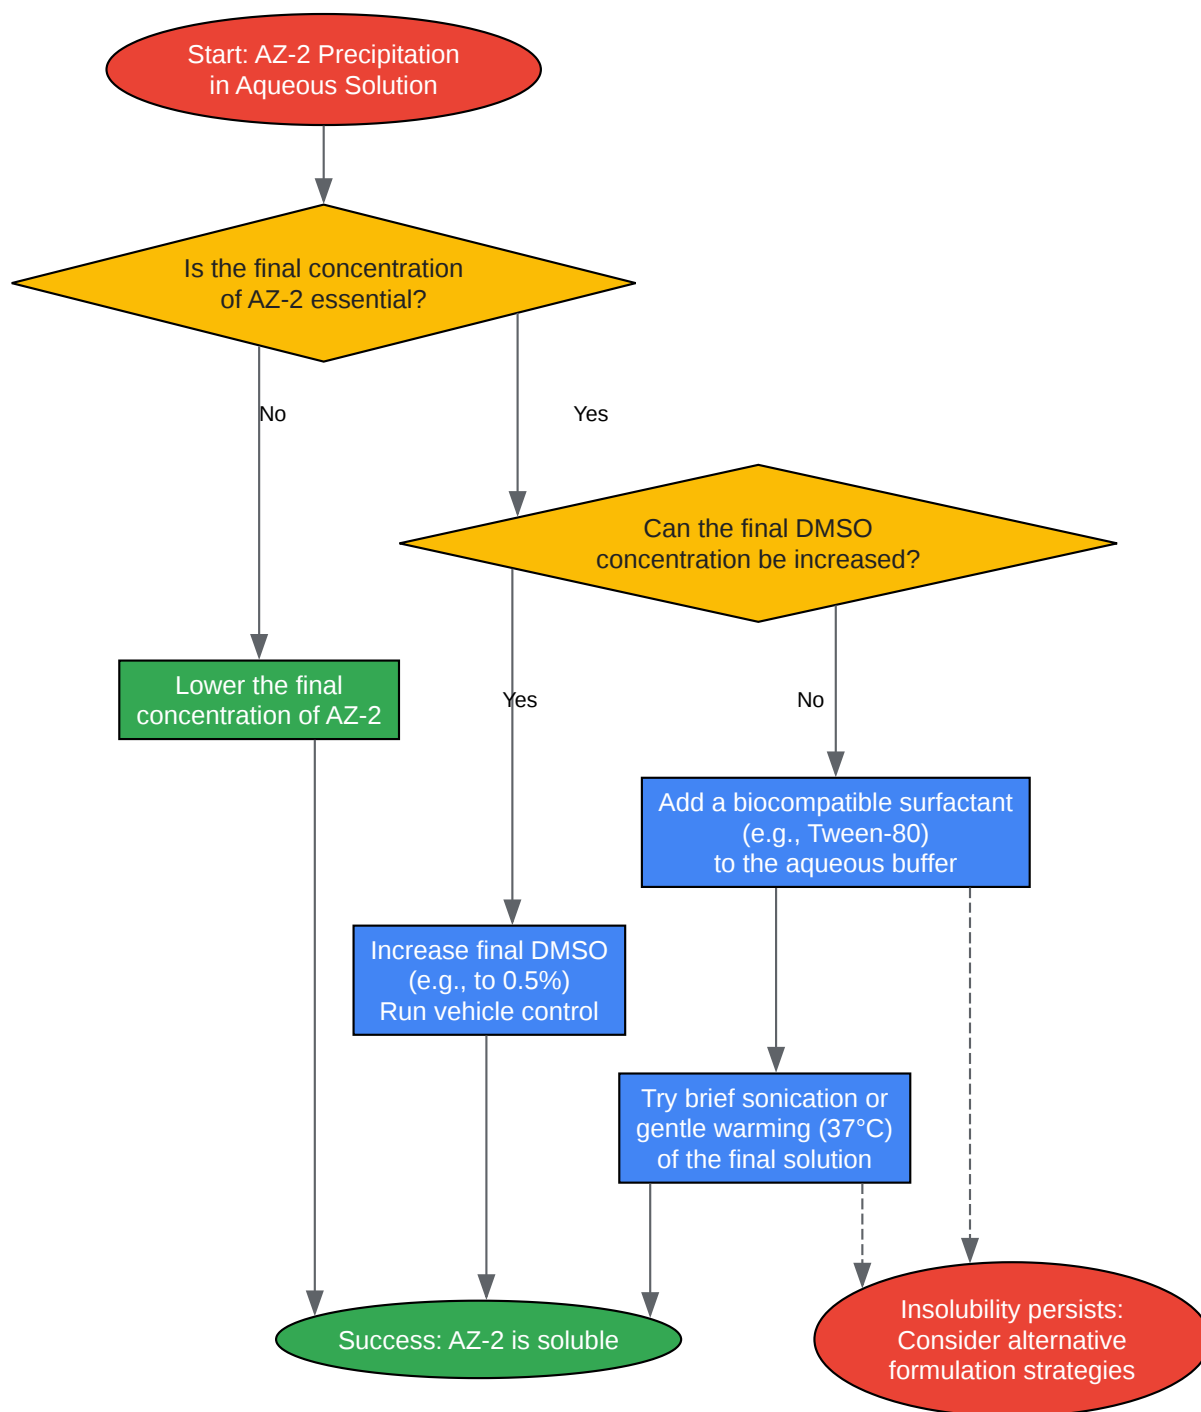 Start: AZ-2 Precipitation
in Aqueous Solution
Is the final concentration
of AZ-2 essential?
No
Yes
Can the final DMSO
concentration be increased?
Lower the final
concentration of AZ-2
Yes
No
Add a biocompatible surfactant
(e.g., Tween-80)
to the aqueous buffer
Increase final DMSO
(e.g., to 0.5%)
Run vehicle control
Try brief sonication or
gentle warming (37°C)
of the final solution
Success: AZ-2 is soluble
Insolubility persists:
Consider alternative
formulation strategies